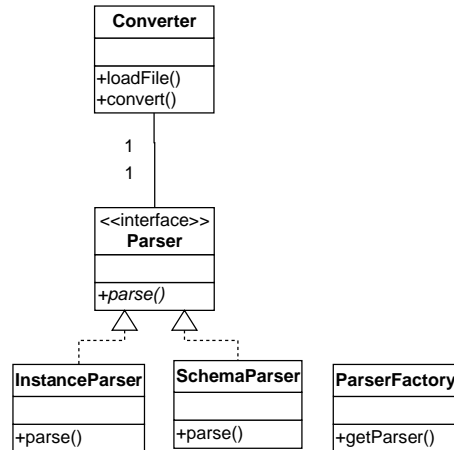 Converter
+loadFile()
+convert()
1
1
<<interface>>
Parser
+parse()
InstanceParser
+parse()
SchemaParser
+parse()
ParserFactory
+getParser()